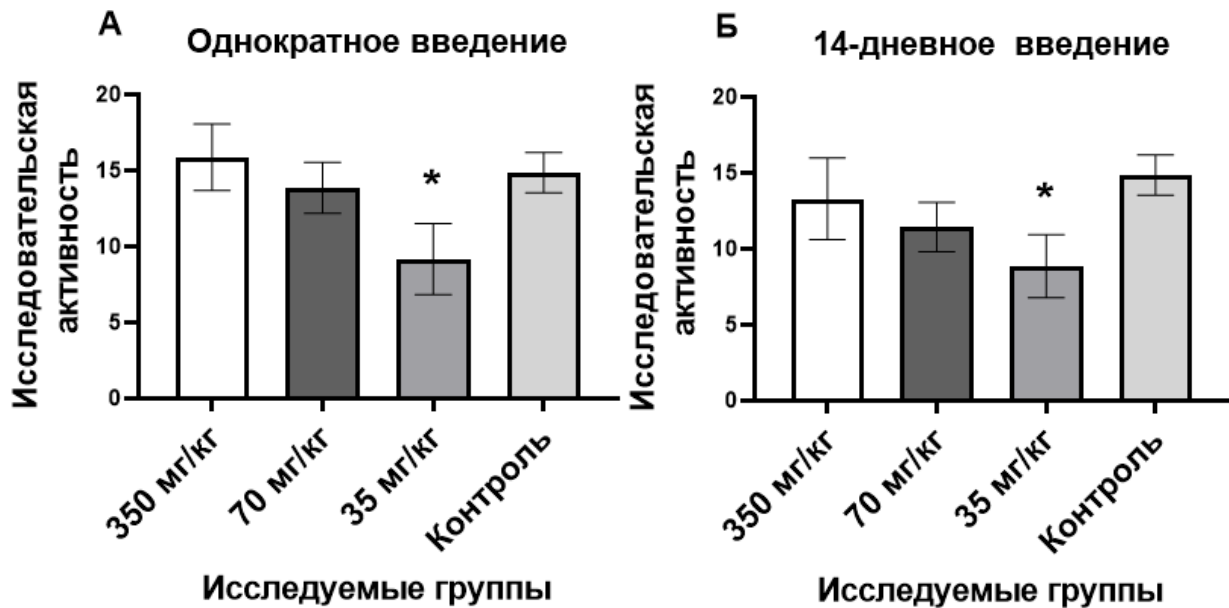 А
Однократное введение
Исследовательская
активность
20
15
10
5
0
*
350 мг/кг
70 мг/кг
35 мг/кг
Контроль
Исследуемые группы
Б
14-дневное введение
Исследовательская
активность
20
15
10
5
0
*
350 мг/кг
70 мг/кг
35 мг/кг
Контроль
Исследуемые группы